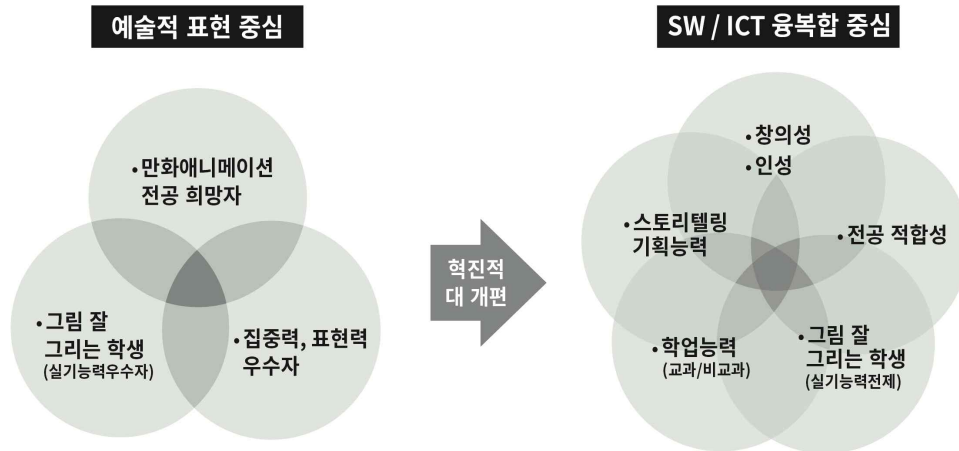 예술적 표현 중심
•만화애니메이션
전공 희망자
•그림 잘
그리는 학생
(실기능력우수자)
•집중력, 표현력
우수자
혁진적
대 개편
SW / ICT 융복합 중심
•창의성
•인성
•스토리텔링
기획능력
•전공 적합성
•학업능력
(교과/비교과)
•그림 잘
그리는 학생
(실기능력전제)